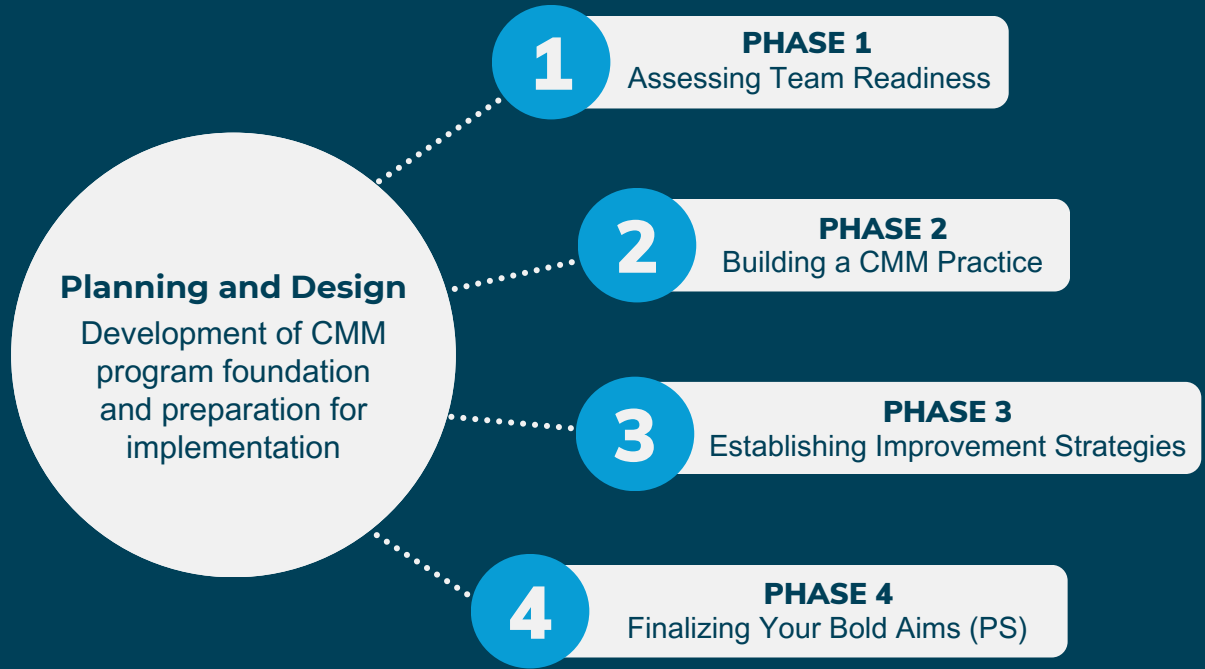 Planning and Design
Development of CMM
program foundation
and preparation for
implementation
1
PHASE 1
Assessing Team Readiness
2
PHASE 2
Building a CMM Practice
3
PHASE 3
Establishing Improvement Strategies
4
PHASE 4
Finalizing Your Bold Aims (PS)